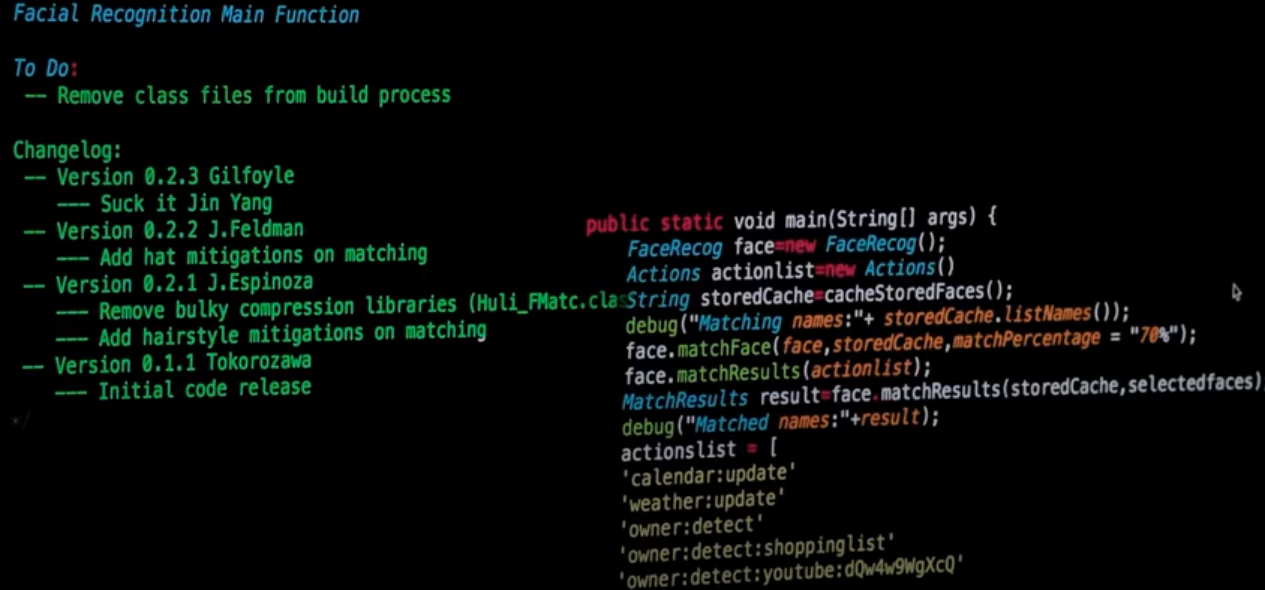 Facial Recognition Main Function
To Do:
-- Remove class files from build process
Changelog:
-- Version 0.2.3 Gilfoyle
--- Suck it Jin Yang
-- Version 0.2.2 J.Feldman
--- Add hat mitigations on matching
-- Version 0.2.1 J.Espinoza
--- Remove bulky compression libraries (Huli_FMatc.clas
--- Add hairstyle mitigations on matching
-- Version 0.1.1 Tokorozawa
--- Initial code release
*/
public static void main(String[] args) {
FaceRecog face=new FaceRecog();
Actions actionlist=new Actions()
String storedCache=cacheStoredFaces();
debug("Matching names:"+ storedCache.listNames());
face.matchFace(face,storedCache,matchPercentage = "70%");
face.matchResults(actionlist);
MatchResults result=face.matchResults(storedCache,selectedfaces)
debug("Matched names:"+result);
actionslist = [
'calendar:update'
'weather:update'
'owner:detect'
'owner:detect:shoppinglist'
'owner:detect:youtube:dQw4w9WgXcQ'